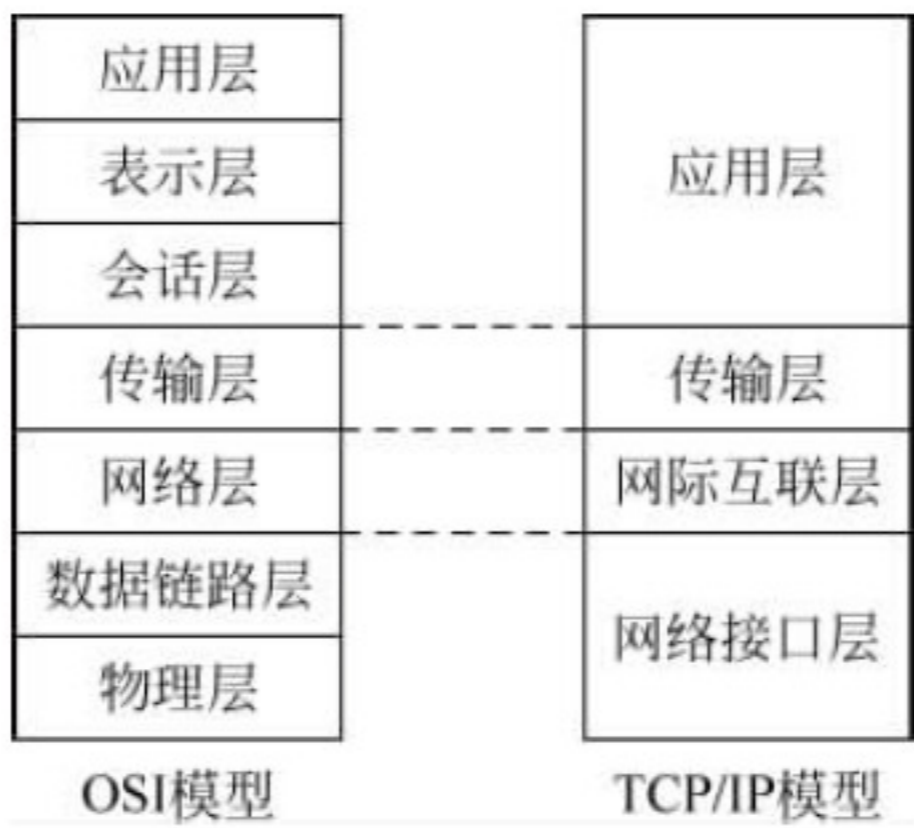 应用层
表示层
会话层
传输层
网络层
数据链路层
物理层
OSI模型
应用层
传输层
网际互联层
网络接口层
TCP/IP模型